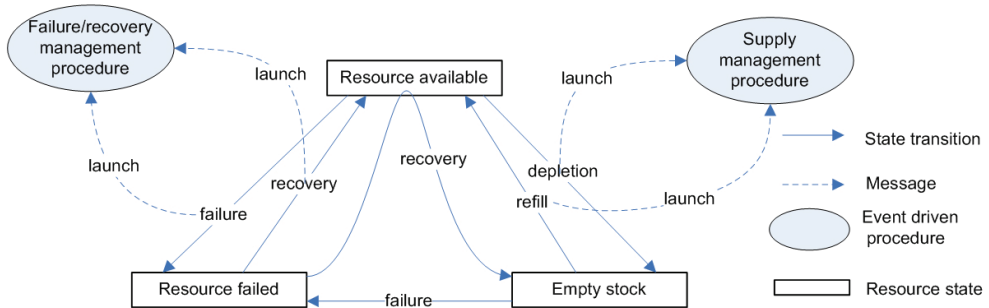 Failure/recovery
management
procedure
Supply
management
procedure
launch
Resource available
launch
launch
recovery
depletion
recovery
refill
launch
failure
Resource failed
failure
Empty stock
State transition
Message
Event driven
procedure
Resource state